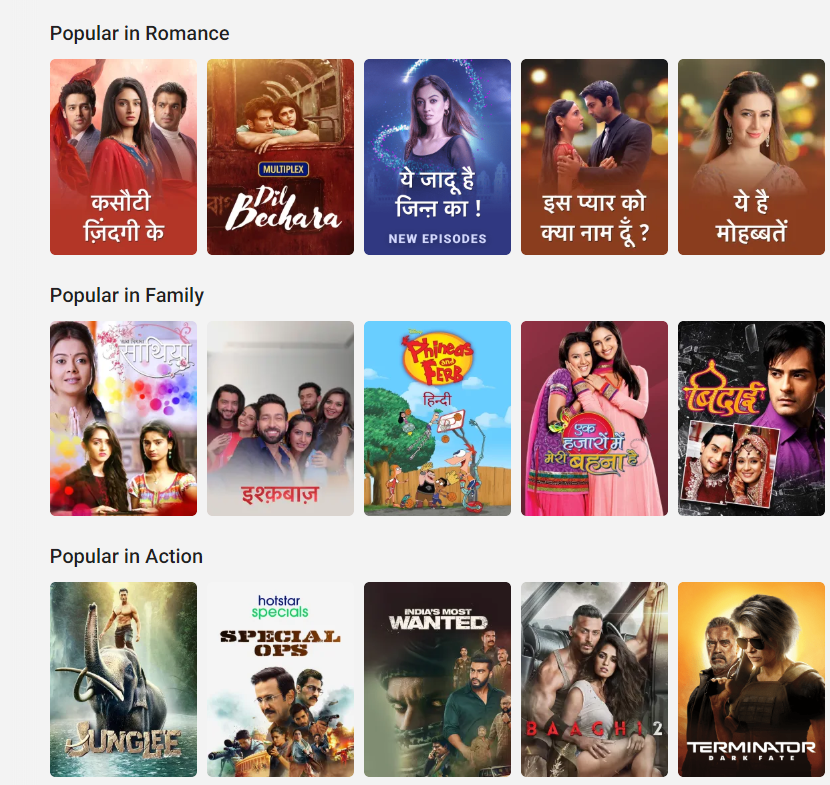 Popular in Romance
कसौटी
ज़िंदगी के
MULTIPLEX
Dil
Bechara
ये जादू है
जिन्न का !
NEW EPISODES
इस प्यार को
क्या नाम दूँ ?
ये है
मोहब्बतें
Popular in Family
साथिया
इश्क़बाज़
Phineas
and
Ferb
हिन्दी
एक
हज़ारों में
मेरी बहना है
बिदाई
Popular in Action
JUNGLEE
hotstar
specials
SPECIAL
OPS
INDIA'S MOST
WANTED
BAAGHI 2
TERMINATOR
DARK FATE